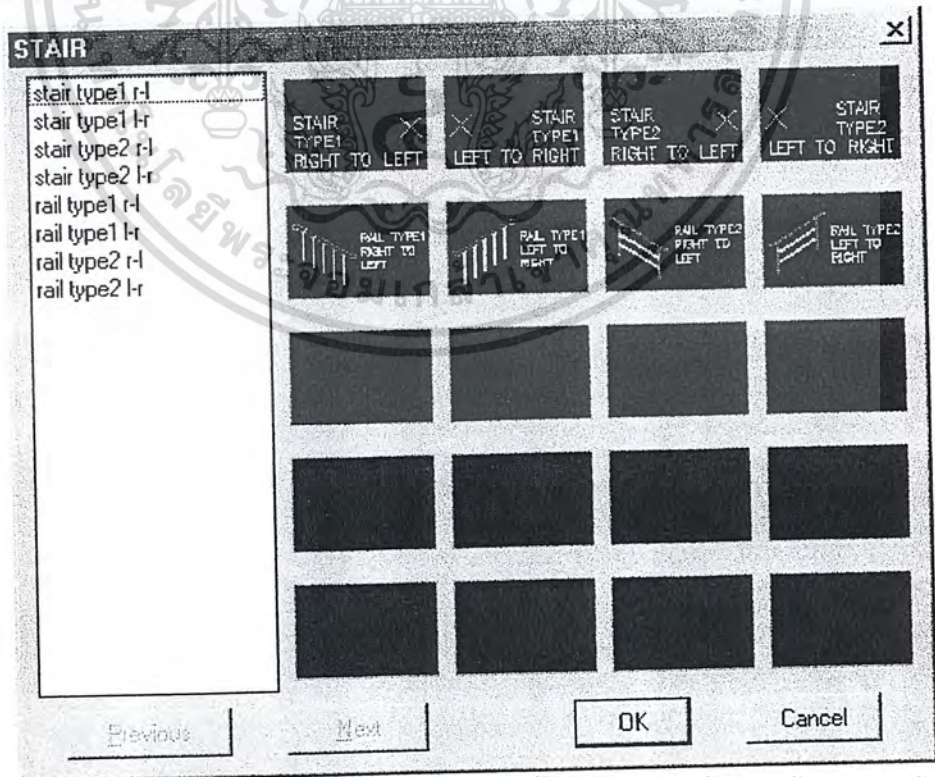 STAIR
stair type1 r-l
stair type1 l-r
stair type2 r-l
stair type2 l-r
rail type1 r-l
rail type1 l-r
rail type2 r-l
rail type2 l-r
STAIR
TYPE1
RIGHT TO LEFT
STAIR
TYPE1
LEFT TO RIGHT
STAIR
TYPE2
RIGHT TO LEFT
STAIR
TYPE2
LEFT TO RIGHT
RAIL TYPE1
RIGHT TO
LEFT
RAIL TYPE1
LEFT TO
RIGHT
RAIL TYPE2
RIGHT TO
LEFT
RAIL TYPE2
LEFT TO
RIGHT
Previous
Next
OK
Cancel